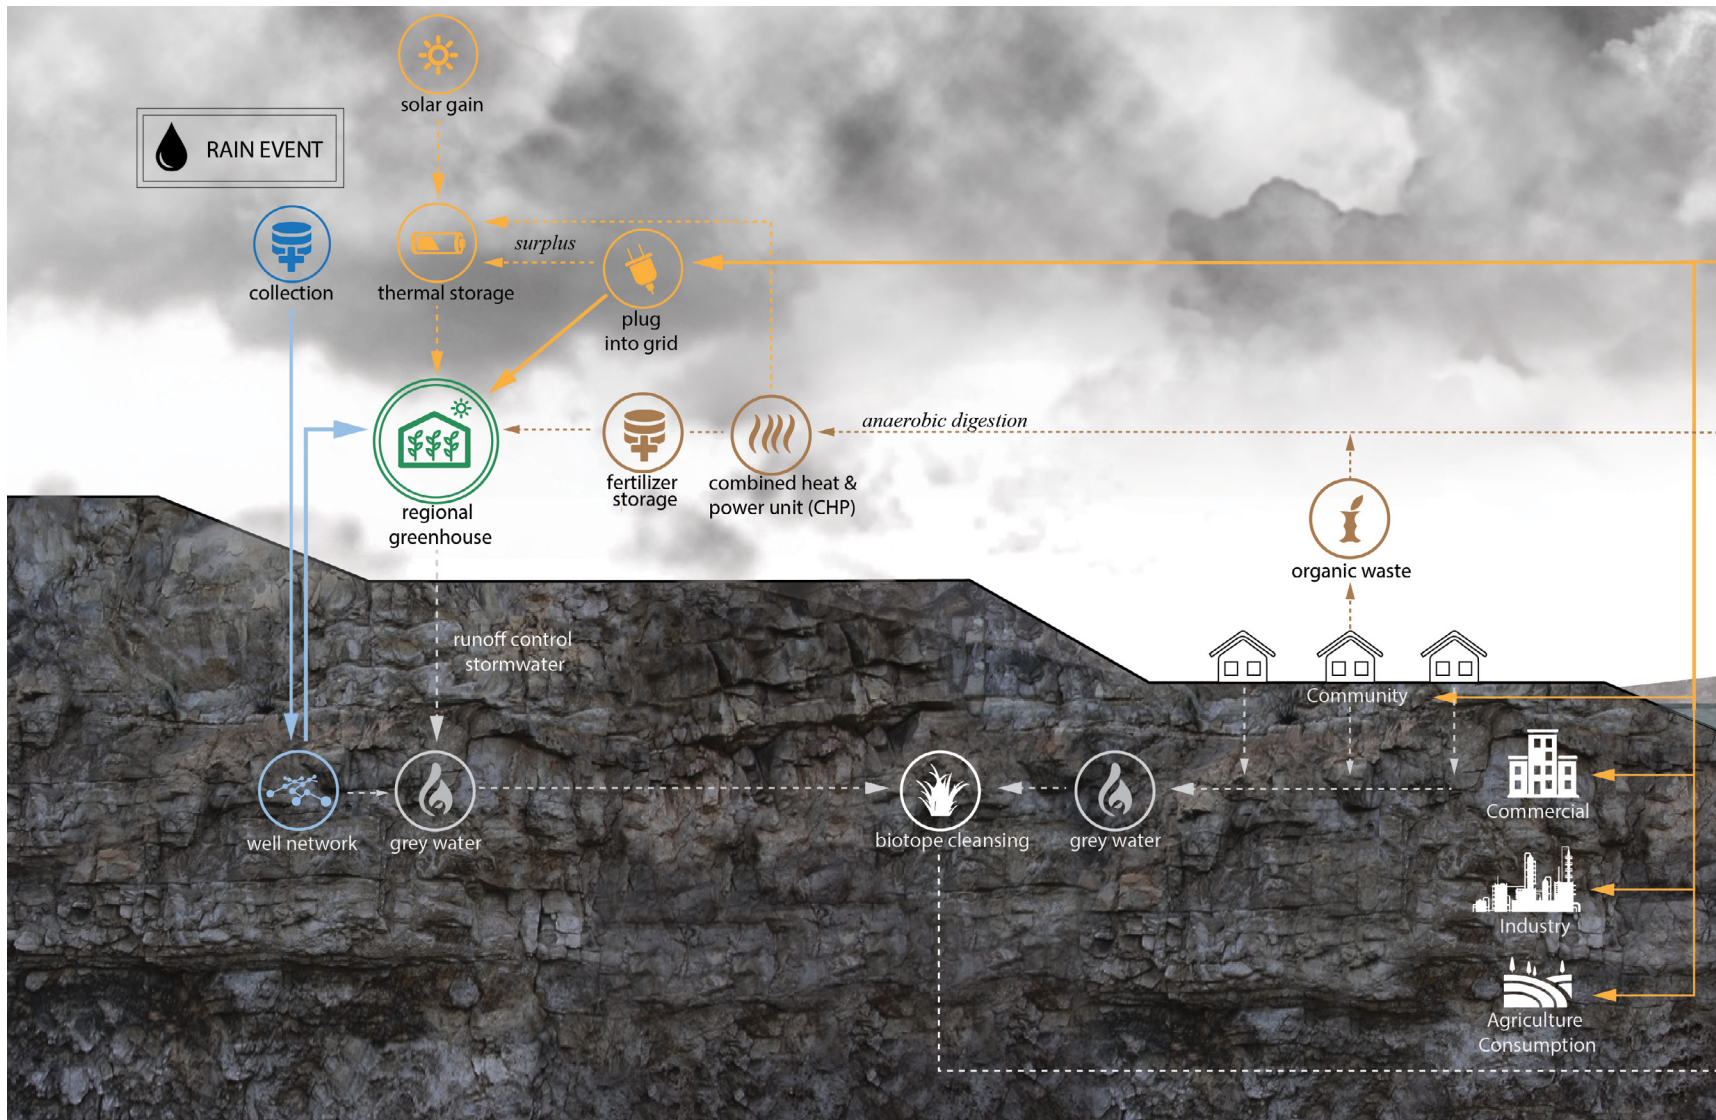 solar gain
RAIN EVENT
collection
thermal storage
surplus
plug
into grid
anaerobic digestion
regional
greenhouse
fertilizer
storage
combined heat &
power unit (CHP)
organic waste
runoff control
stormwater
Community
well network
grey water
biotope cleansing
grey water
Commercial
Industry
Agriculture
Consumption